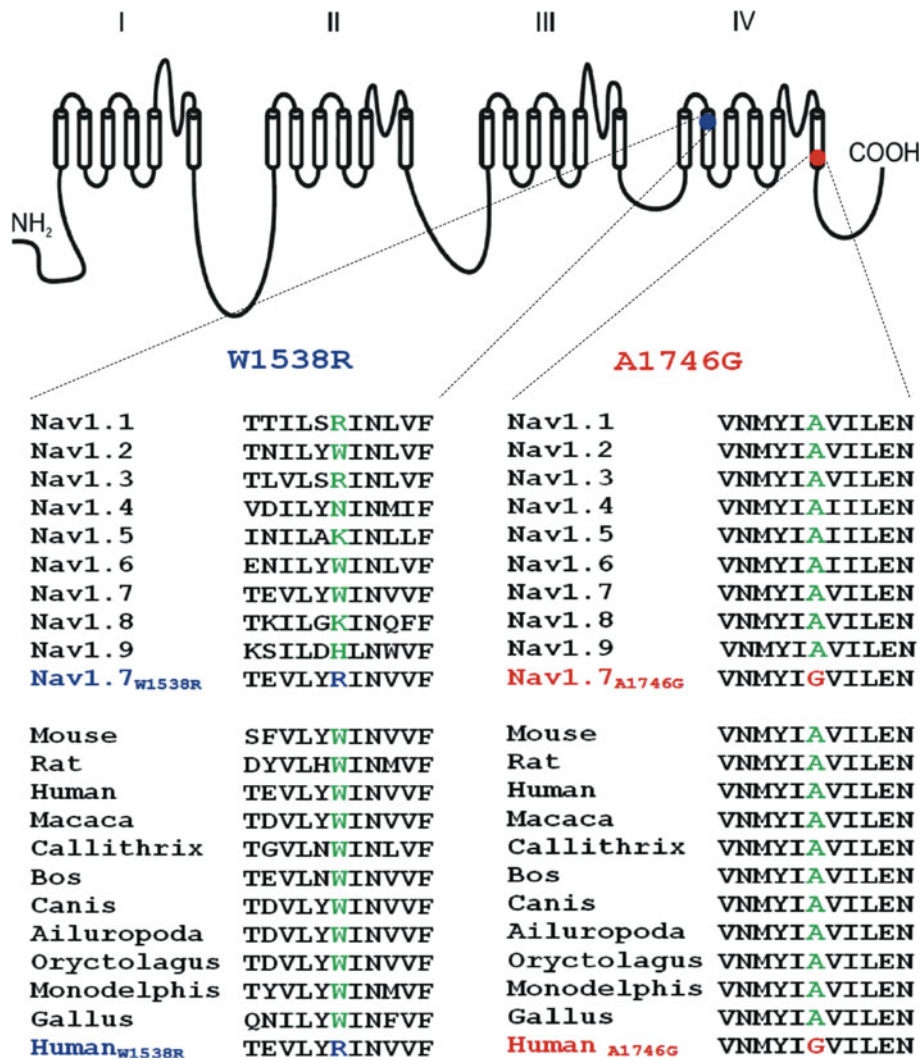 I II III IV
COOH
NH2
W1538R A1746G
Nav1.1 TTILSRINLVF Nav1.1 VNMYIAVILEN
Nav1.2 TNILYWINLVF Nav1.2 VNMYIAVILEN
Nav1.3 TLVLSRINLVF Nav1.3 VNMYIAVILEN
Nav1.4 VDILYNINMIF Nav1.4 VNMYIAIILEN
Nav1.5 INILAKINLLF Nav1.5 VNMYIAIILEN
Nav1.6 ENILYWINLVF Nav1.6 VNMYIAIILEN
Nav1.7 TEVLYWINVVF Nav1.7 VNMYIAVILEN
Nav1.8 TKILGKINQFF Nav1.8 VNMYIAVILEN
Nav1.9 KSILDHLNWVF Nav1.9 VNMYIAVILEN
Nav1.7W1538R TEVLYRINVVF Nav1.7A1746G VNMYIGVILEN
Mouse SFVLYWINVVF Mouse VNMYIAVILEN
Rat DYVLHWINMVF Rat VNMYIAVILEN
Human TEVLYWINVVF Human VNMYIAVILEN
Macaca TDVLYWINVVF Macaca VNMYIAVILEN
Callithrix TGVLNWINLVF Callithrix VNMYIAVILEN
Bos TEVLNWINVVF Bos VNMYIAVILEN
Canis TDVLYWINVVF Canis VNMYIAVILEN
Ailuropoda TDVLYWINVVF Ailuropoda VNMYIAVILEN
Oryctolagus TDVLYWINVVF Oryctolagus VNMYIAVILEN
Monodelphis TYVLYWINMVF Monodelphis VNMYIAVILEN
Gallus QNILYWINFVF Gallus VNMYIAVILEN
HumanW1538R TEVLYRINVVF Human A1746G VNMYIGVILEN